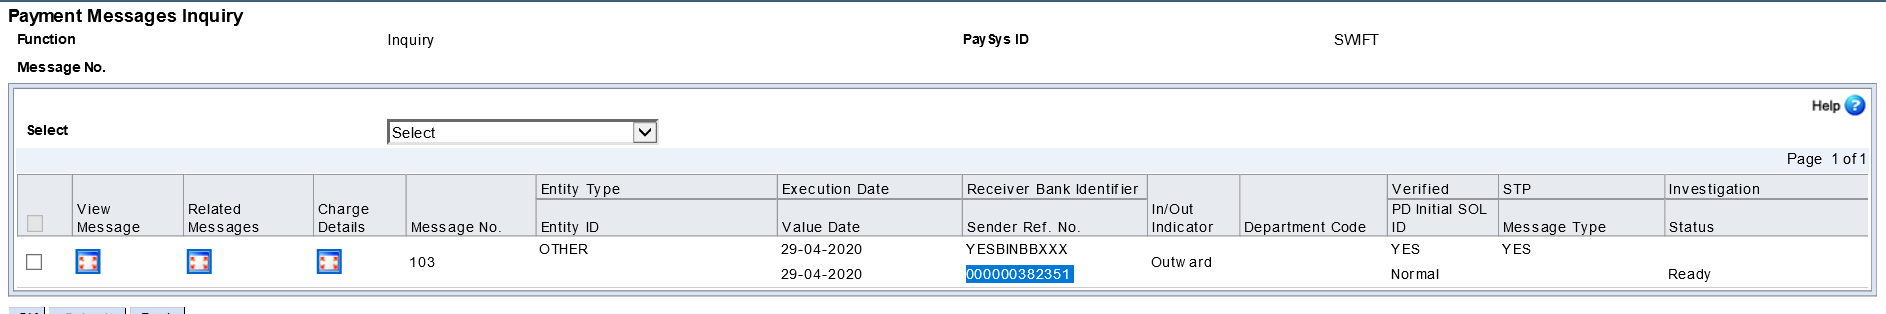 Payment Messages Inquiry
Function Inquiry PaySys ID SWIFT
Message No.
Help ?
Select Select
Page 1 of 1
Entity Type Execution Date Receiver Bank Identifier Verified STP Investigation
View Message Related Messages Charge Details Message No. Entity ID Value Date Sender Ref. No. In/Out Indicator Department Code PD Initial SOL ID Message Type Status
OTHER 29-04-2020 YESBINBBXXX YES YES
103 Outward
29-04-2020 000000382351 Normal Ready